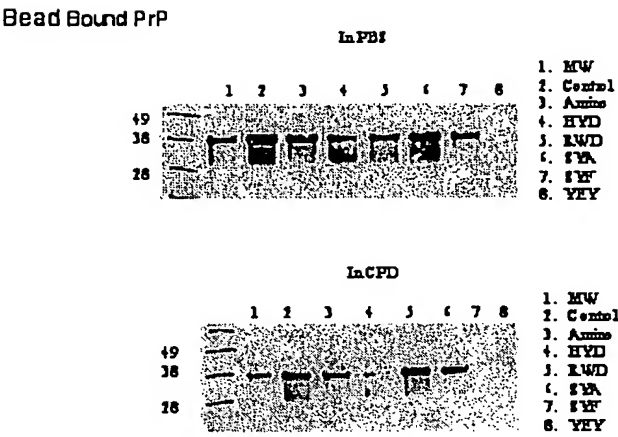 Bead Bound PrP
In PBS
1 2 3 4 5 6 7 8
49
38
28
1. MW
2. Control
3. Amino
4. HYD
5. RWD
6. SYA
7. SYF
8. YEY
In CPD
1 2 3 4 5 6 7 8
49
38
28
1. MW
2. Control
3. Amino
4. HYD
5. RWD
6. SYA
7. SYF
8. YEY